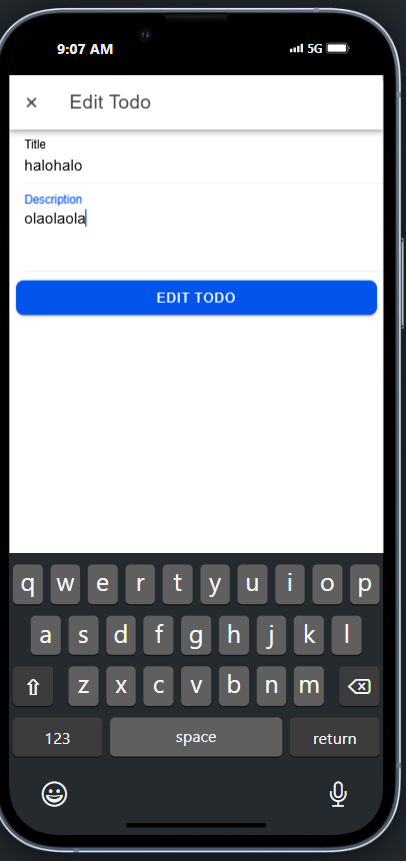 9:07 AM 5G
× Edit Todo
Title
halohalo
Description
olaolaola
EDIT TODO
q w e r t y u i o p
a s d f g h j k l
z x c v b n m
123 space return